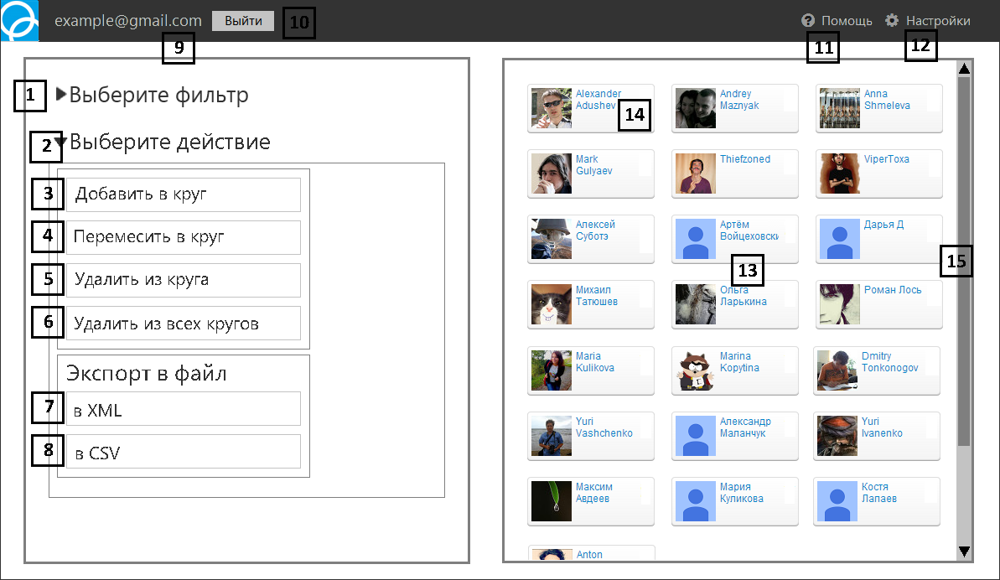 example@gmail.com
Выйти
10
Помощь
Настройки
9
11
12
1
Выберите фильтр
2
Выберите действие
3
Добавить в круг
4
Перемесить в круг
5
Удалить из круга
6
Удалить из всех кругов
Экспорт в файл
7
в XML
8
в CSV
Alexander
Adushev
14
Andrey
Maznyak
Anna
Shmeleva
Mark
Gulyaev
Thiefzoned
ViperToxa
Алексей
Суботэ
Артём
Войцеховски
Дарья Д
15
13
Михаил
Татюшев
Ольга
Ларькина
Роман Лось
Maria
Kulikova
Marina
Kopytina
Dmitry
Tonkonogov
Yuri
Vashchenko
Александр
Маланчук
Yuri
Ivanenko
Максим
Авдеев
Мария
Куликова
Костя
Лапаев
Anton